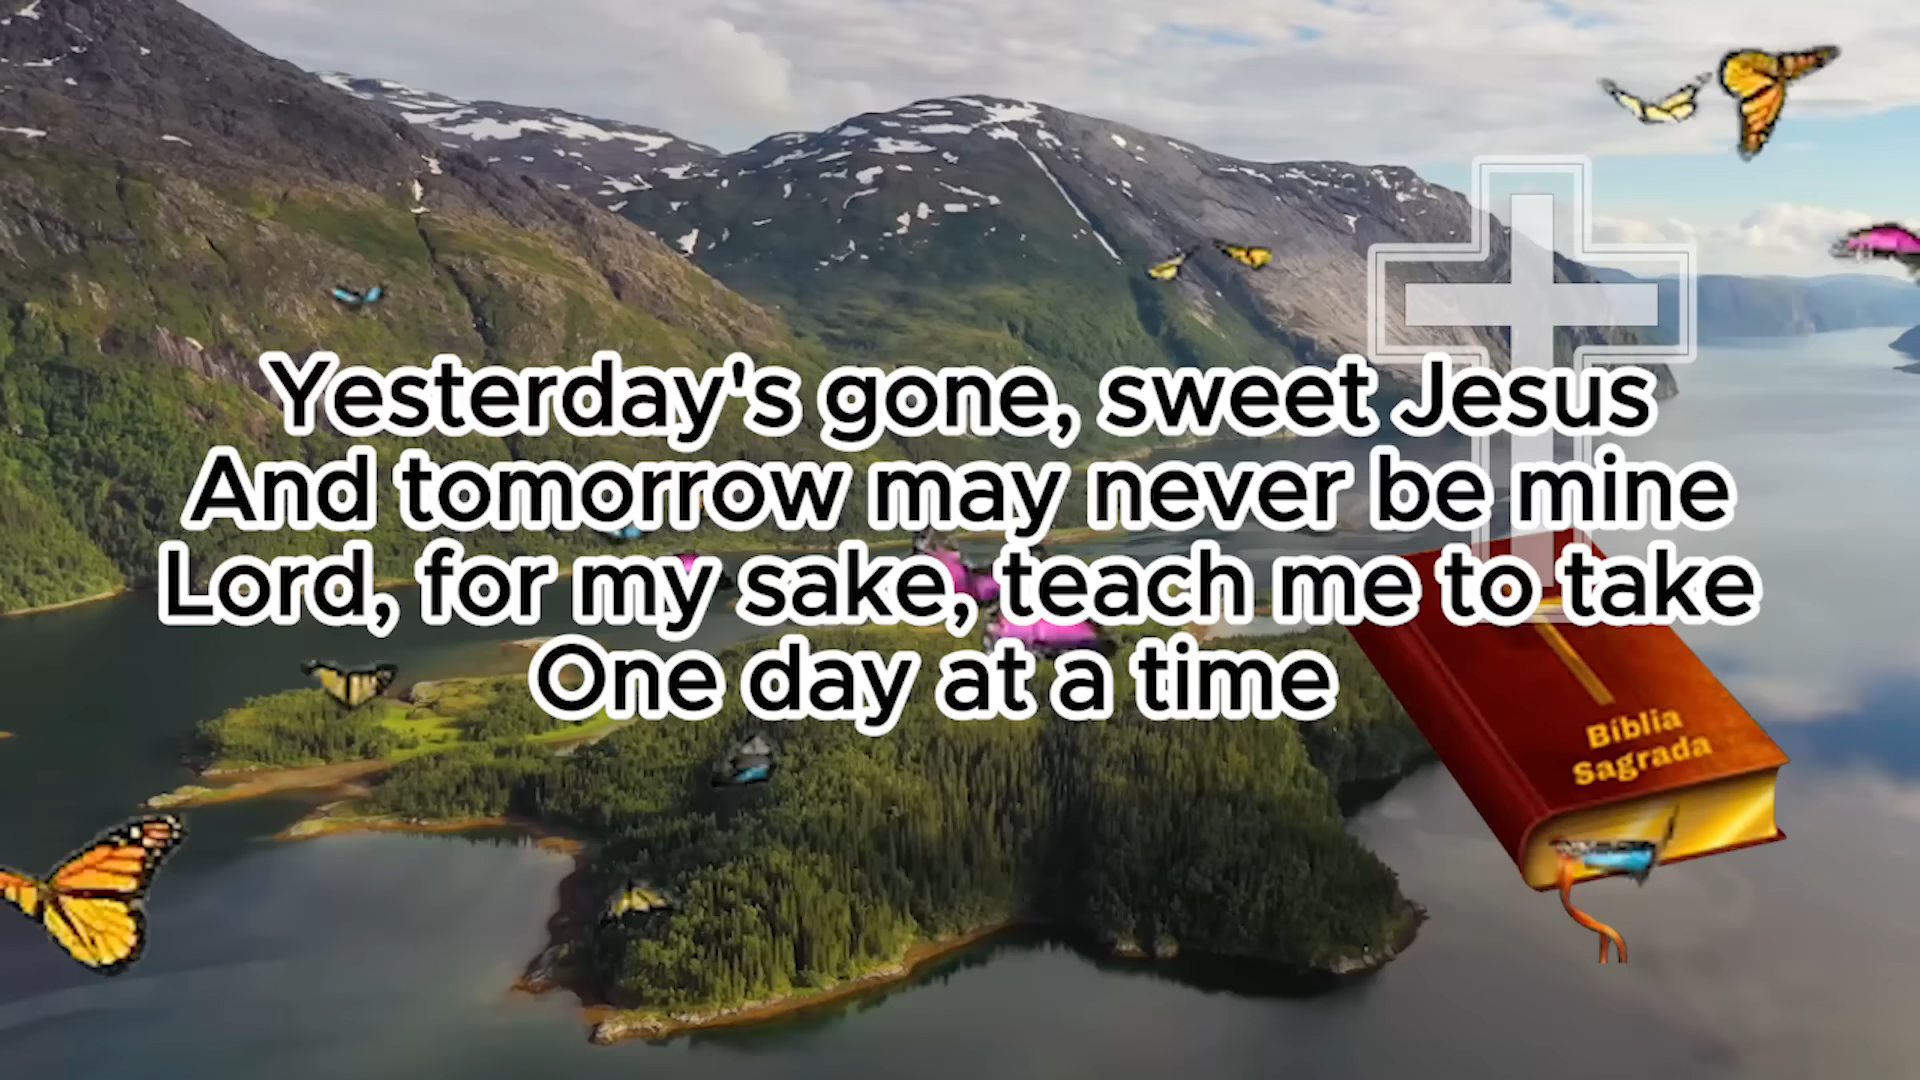 Yesterday's gone, sweet Jesus
And tomorrow may never be mine
Lord, for my sake, teach me to take
One day at a time
Bíblia
Sagrada